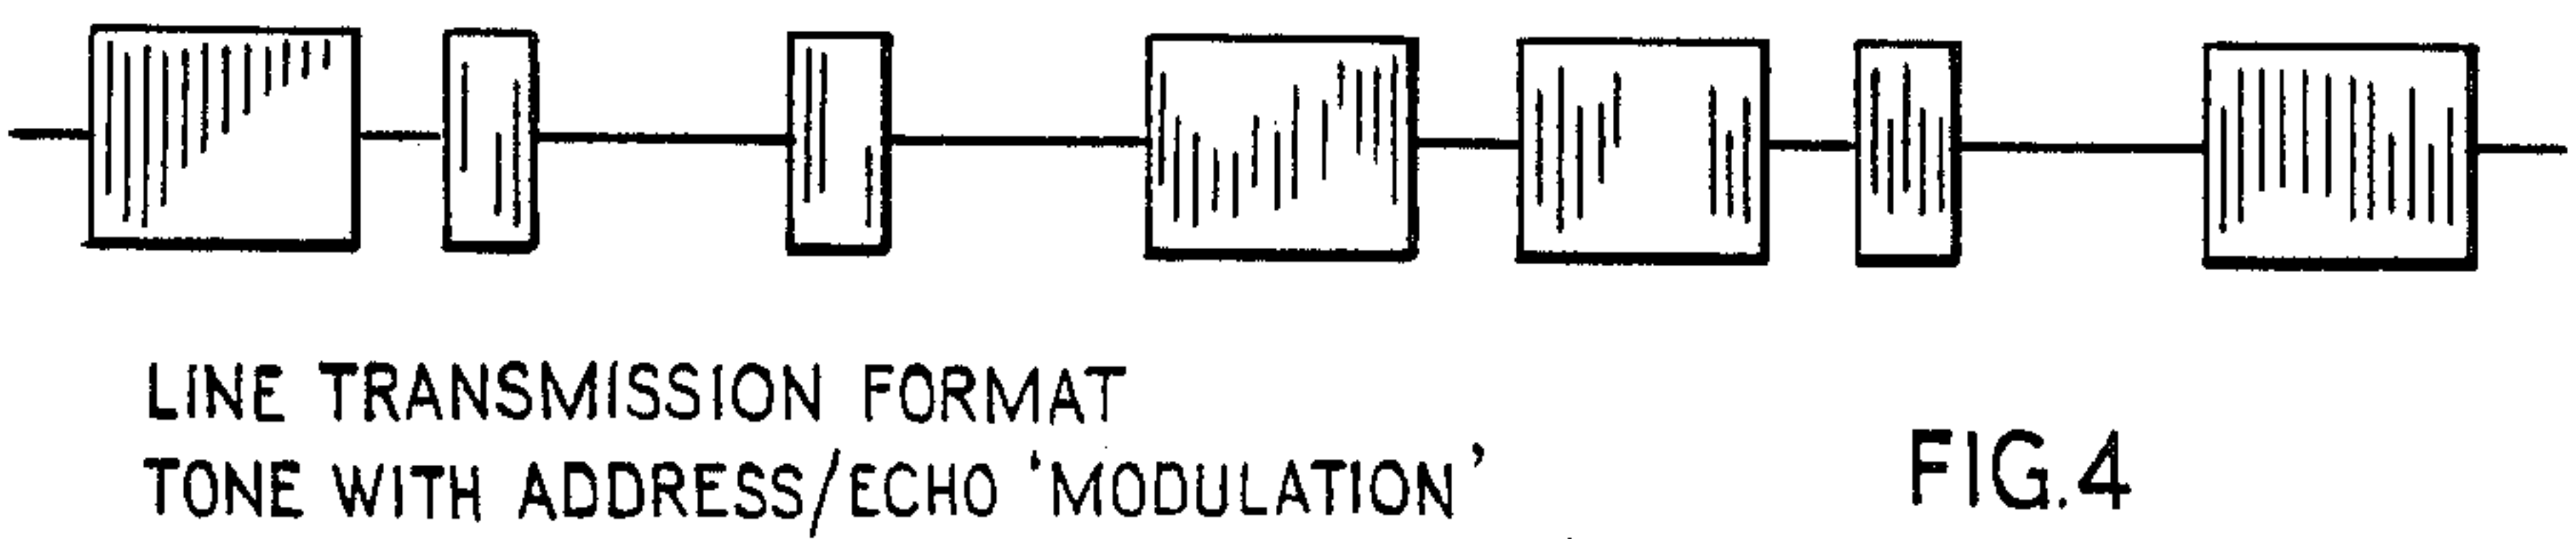 LINE TRANSMISSION FORMAT
TONE WITH ADDRESS/ECHO 'MODULATION'
FIG.4